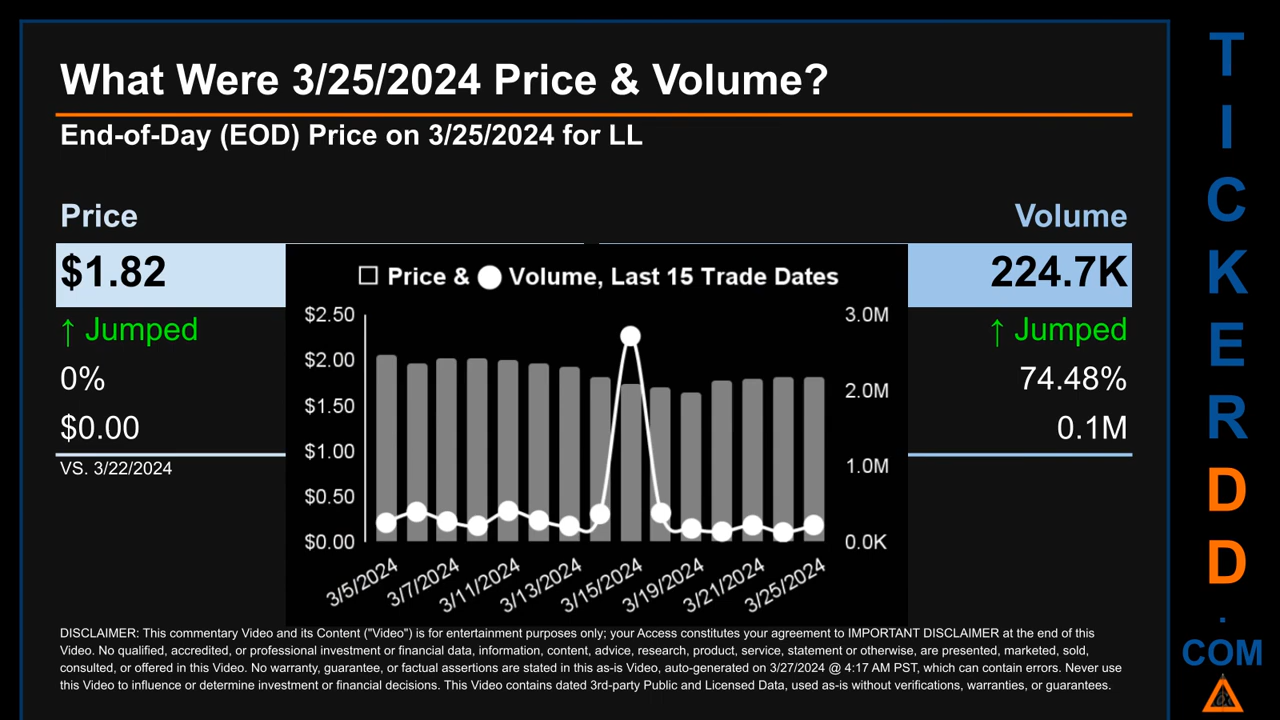 What Were 3/25/2024 Price & Volume?
End-of-Day (EOD) Price on 3/25/2024 for LL
Price
Volume
$1.82
224.7K
↑ Jumped
↑ Jumped
0%
74.48%
$0.00
0.1M
VS. 3/22/2024
Price & Volume, Last 15 Trade Dates
$2.50
$2.00
$1.50
$1.00
$0.50
$0.00
3.0M
2.0M
1.0M
0.0K
3/5/2024
3/7/2024
3/11/2024
3/13/2024
3/15/2024
3/19/2024
3/21/2024
3/25/2024
DISCLAIMER: This commentary Video and its Content ("Video") is for entertainment purposes only; your Access constitutes your agreement to IMPORTANT DISCLAIMER at the end of this
Video. No qualified, accredited, or professional investment or financial data, information, content, advice, research, product, service, statement or otherwise, are presented, marketed, sold,
consulted, or offered in this Video. No warranty, guarantee, or factual assertions are stated in this as-is Video, auto-generated on 3/27/2024 @ 4:17 AM PST, which can contain errors. Never use
this Video to influence or determine investment or financial decisions. This Video contains dated 3rd-party Public and Licensed Data, used as-is without verifications, warranties, or guarantees.
T
I
C
K
E
R
D
D
.
COM